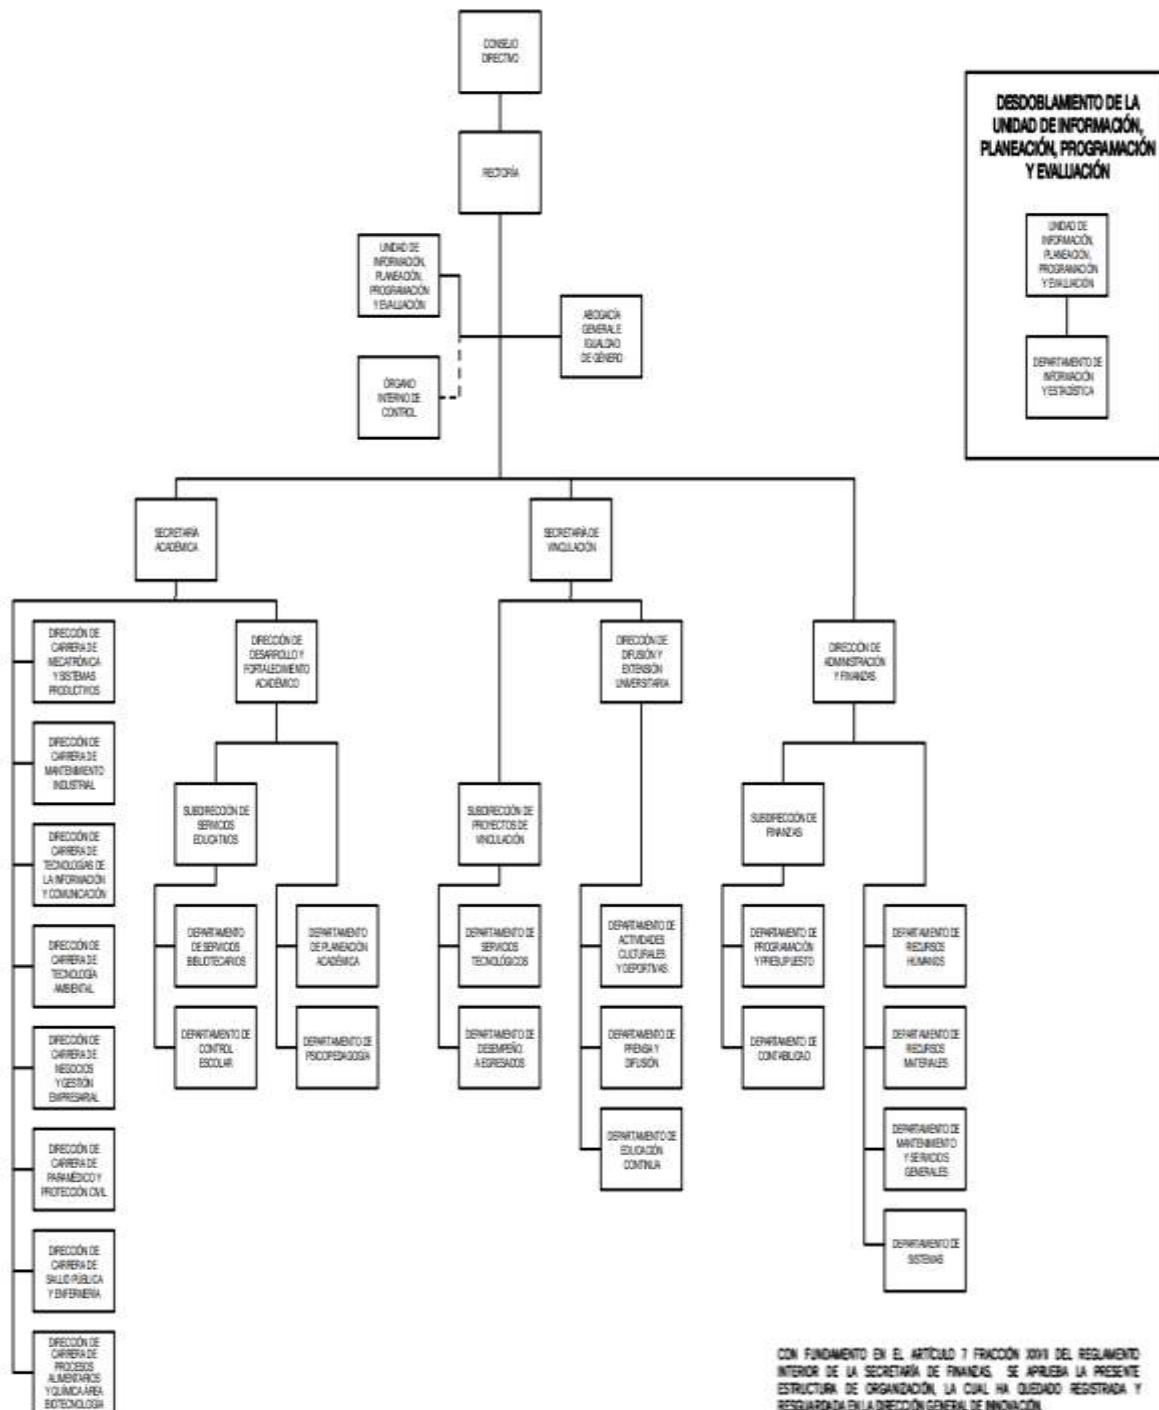 CONSEJO
DIRECTIVO
DESDOBLAMIENTO DE LA
UNIDAD DE INFORMACIÓN,
PLANEACIÓN, PROGRAMACIÓN
Y EVALUACIÓN
RECTORÍA
UNIDAD DE
INFORMACIÓN,
PLANEACIÓN,
PROGRAMACIÓN
Y EVALUACIÓN
UNIDAD DE
INFORMACIÓN,
PLANEACIÓN,
PROGRAMACIÓN
Y EVALUACIÓN
ABOGACÍA
GENERAL E
IGUALDAD
DE GÉNERO
DEPARTAMENTO DE
INFORMACIÓN
Y ESTADÍSTICA
ÓRGANO
INTERNO DE
CONTROL
SECRETARÍA
ACADÉMICA
SECRETARÍA DE
VINCULACIÓN
DIRECCIÓN DE
CARRERA DE
MECATRÓNICA
Y SISTEMAS
PRODUCTIVOS
DIRECCIÓN DE
DESARROLLO Y
FORTALECIMIENTO
ACADÉMICO
DIRECCIÓN DE
DIFUSIÓN Y
EXTENSIÓN
UNIVERSITARIA
DIRECCIÓN DE
ADMINISTRACIÓN
Y FINANZAS
DIRECCIÓN DE
CARRERA DE
MANTENIMIENTO
INDUSTRIAL
SUBDIRECCIÓN DE
SERVICIOS
EDUCATIVOS
SUBDIRECCIÓN DE
PROYECTOS DE
VINCULACIÓN
SUBDIRECCIÓN DE
FINANZAS
DIRECCIÓN DE
CARRERA DE
TECNOLOGÍAS DE
LA INFORMACIÓN
Y COMUNICACIÓN
DEPARTAMENTO
DE SERVICIOS
BIBLIOTECARIOS
DEPARTAMENTO
DE PLANEACIÓN
ACADÉMICA
DEPARTAMENTO DE
SERVICIOS
TECNOLÓGICOS
DEPARTAMENTO DE
ACTIVIDADES
CULTURALES
Y DEPORTIVAS
DEPARTAMENTO DE
PROGRAMACIÓN
Y PRESUPUESTO
DEPARTAMENTO DE
RECURSOS
HUMANOS
DIRECCIÓN DE
CARRERA DE
TECNOLOGÍA
AMBIENTAL
DEPARTAMENTO DE
CONTROL
ESCOLAR
DEPARTAMENTO DE
PSICOPEDAGOGÍA
DEPARTAMENTO DE
DESEMPEÑO
A EGRESADOS
DEPARTAMENTO DE
PRENSA Y
DIFUSIÓN
DEPARTAMENTO DE
CONTABILIDAD
DEPARTAMENTO DE
RECURSOS
MATERIALES
DIRECCIÓN DE
CARRERA DE
NEGOCIOS
Y GESTIÓN
EMPRESARIAL
DEPARTAMENTO DE
EDUCACIÓN
CONTINUA
DEPARTAMENTO DE
MANTENIMIENTO
Y SERVICIOS
GENERALES
DIRECCIÓN DE
CARRERA DE
PARAMÉDICO Y
PROTECCIÓN CIVIL
DEPARTAMENTO DE
SISTEMAS
DIRECCIÓN DE
CARRERA DE
SALUD PÚBLICA
Y ENFERMERÍA
DIRECCIÓN DE
CARRERA DE
PROCESOS
ALIMENTARIOS
Y QUÍMICA ÁREA
BIOTECNOLOGÍA
CON FUNDAMENTO EN EL ARTÍCULO 7 FRACCIÓN XXVII DEL REGLAMENTO
INTERIOR DE LA SECRETARÍA DE FINANZAS, SE APRUEBA LA PRESENTE
ESTRUCTURA DE ORGANIZACIÓN, LA CUAL HA QUEDADO REGISTRADA Y
RESGUARDADA EN LA DIRECCIÓN GENERAL DE INNOVACIÓN.